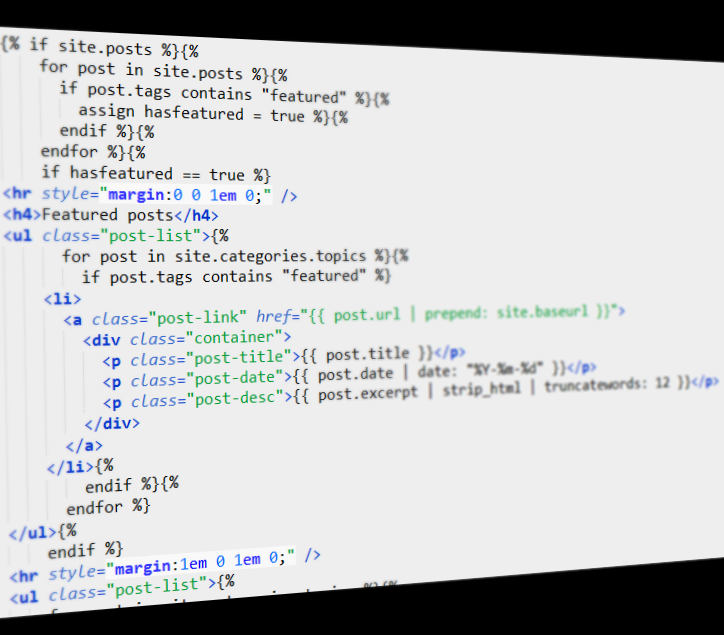 {% if site.posts %}{%
for post in site.posts %}{%
if post.tags contains "featured" %}{%
assign hasfeatured = true %}{%
endif %}{%
endfor %}{%
if hasfeatured == true %}
<hr style="margin:0 0 1em 0;" />
<h4>Featured posts</h4>
<ul class="post-list">{%
for post in site.categories.topics %}{%
if post.tags contains "featured" %}
<li>
<a class="post-link" href="{{ post.url | prepend: site.baseurl }}">
<div class="container">
<p class="post-title">{{ post.title }}</p>
<p class="post-date">{{ post.date | date: "%Y-%m-%d" }}</p>
<p class="post-desc">{{ post.excerpt | strip_html | truncatewords: 12 }}</p>
</div>
</a>
</li>{%
endif %}{%
endfor %}
</ul>{%
endif %}
<hr style="margin:1em 0 1em 0;" />
<ul class="post-list">{%